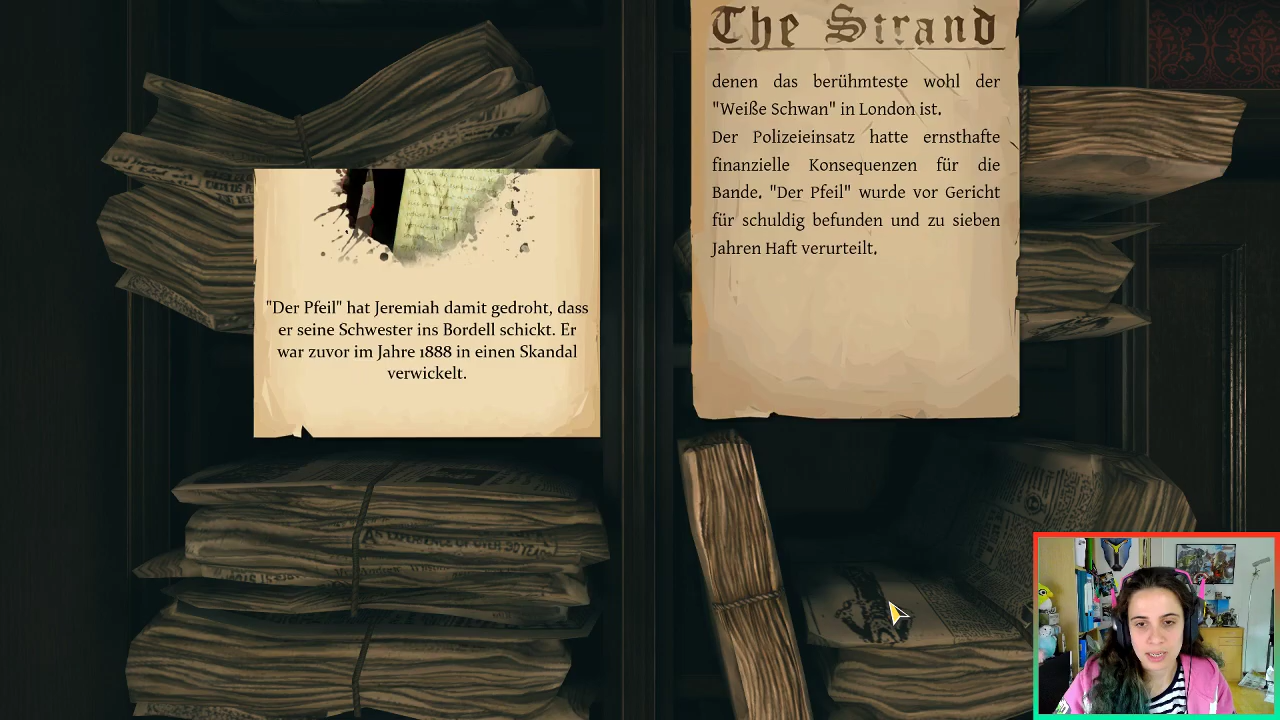 The Strand
denen das berühmteste wohl der
"Weiße Schwan" in London ist.
Der Polizeieinsatz hatte ernsthafte
finanzielle Konsequenzen für die
Bande. "Der Pfeil" wurde vor Gericht
für schuldig befunden und zu sieben
Jahren Haft verurteilt.
"Der Pfeil" hat Jeremiah damit gedroht, dass
er seine Schwester ins Bordell schickt. Er
war zuvor im Jahre 1888 in einen Skandal
verwickelt.